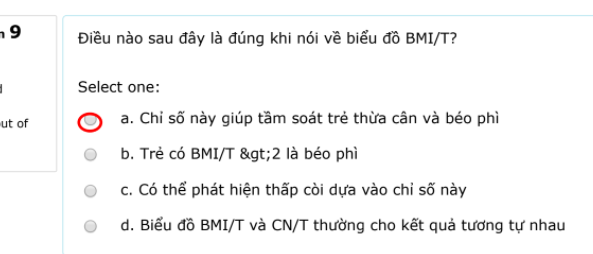 9
Điều nào sau đây là đúng khi nói về biểu đồ BMI/T?
Select one:
a. Chỉ số này giúp tầm soát trẻ thừa cân và béo phì
out of
b. Trẻ có BMI/T &gt;2 là béo phì
c. Có thể phát hiện thấp còi dựa vào chỉ số này
d. Biểu đồ BMI/T và CN/T thường cho kết quả tương tự nhau